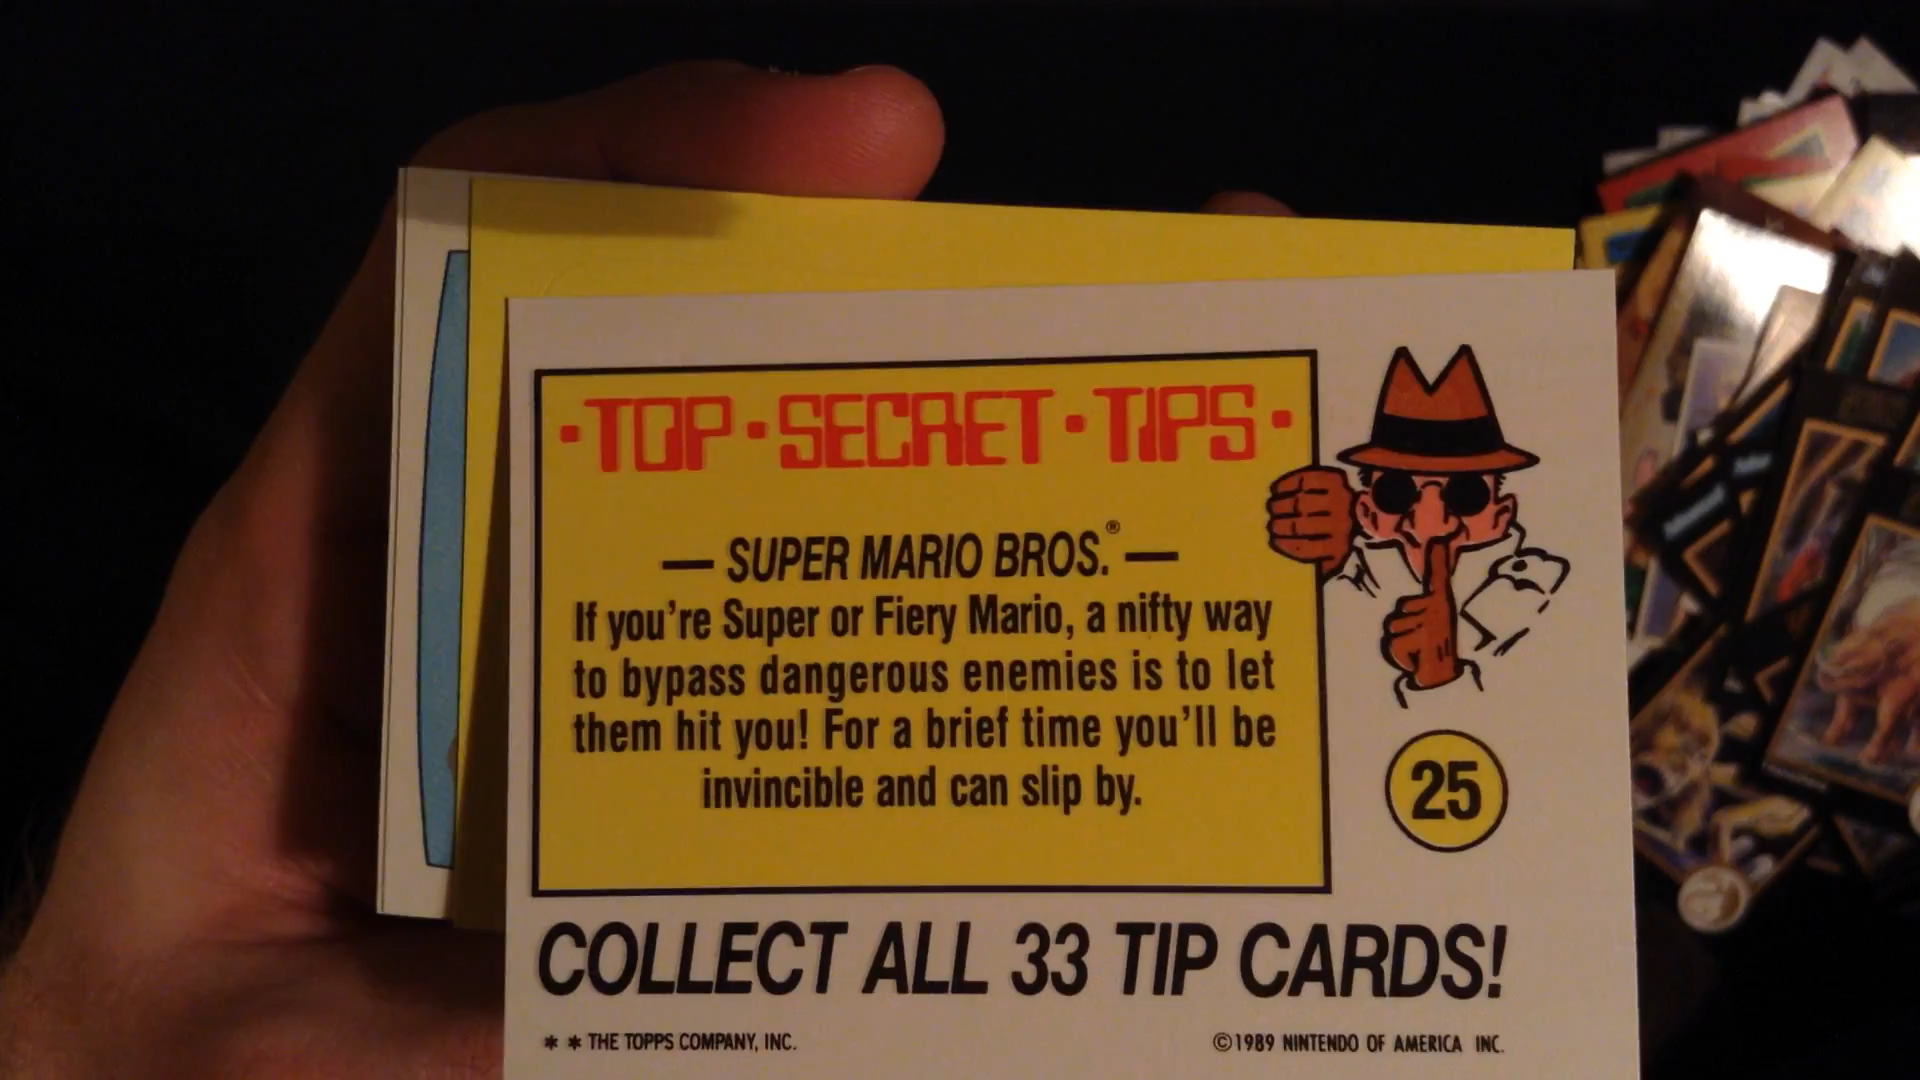 ·TOP·SECRET·TIPS·
— SUPER MARIO BROS.® —
If you're Super or Fiery Mario, a nifty way
to bypass dangerous enemies is to let
them hit you! For a brief time you'll be
invincible and can slip by.
25
COLLECT ALL 33 TIP CARDS!
* * THE TOPPS COMPANY, INC.
©1989 NINTENDO OF AMERICA INC.